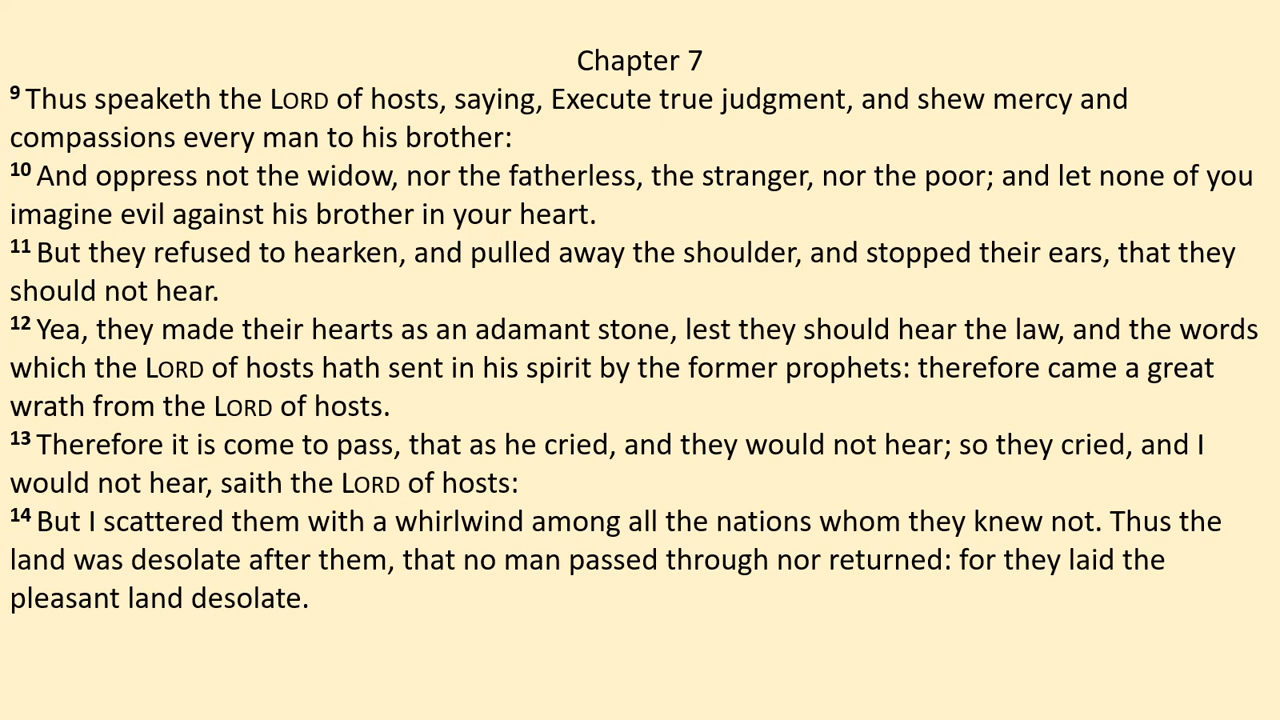 Chapter 7
9 Thus speaketh the LORD of hosts, saying, Execute true judgment, and shew mercy and
compassions every man to his brother:
10 And oppress not the widow, nor the fatherless, the stranger, nor the poor; and let none of you
imagine evil against his brother in your heart.
11 But they refused to hearken, and pulled away the shoulder, and stopped their ears, that they
should not hear.
12 Yea, they made their hearts as an adamant stone, lest they should hear the law, and the words
which the LORD of hosts hath sent in his spirit by the former prophets: therefore came a great
wrath from the LORD of hosts.
13 Therefore it is come to pass, that as he cried, and they would not hear; so they cried, and I
would not hear, saith the LORD of hosts:
14 But I scattered them with a whirlwind among all the nations whom they knew not. Thus the
land was desolate after them, that no man passed through nor returned: for they laid the
pleasant land desolate.